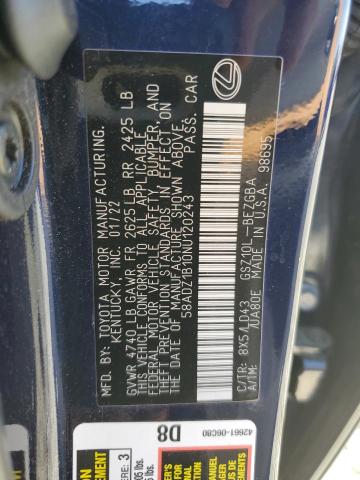 MFD. BY: TOYOTA MOTOR MANUFACTURING,
KENTUCKY, INC. 01/22
GVWR 4740 LB GAWR FR 2625 LB RR 2425 LB
THIS VEHICLE CONFORMS TO ALL APPLICABLE
FEDERAL MOTOR VEHICLE SAFETY, BUMPER, AND
THEFT PREVENTION STANDARDS IN EFFECT ON THE
DATE OF MANUFACTURE SHOWN ABOVE.
58ADZ1B10NU120243 PASS. CAR
C/TR: 8X5/LD43 GSZ10L-BEZGBA
A/TM: /UA80E MADE IN U.S.A. 98695
D8
42661-06C80